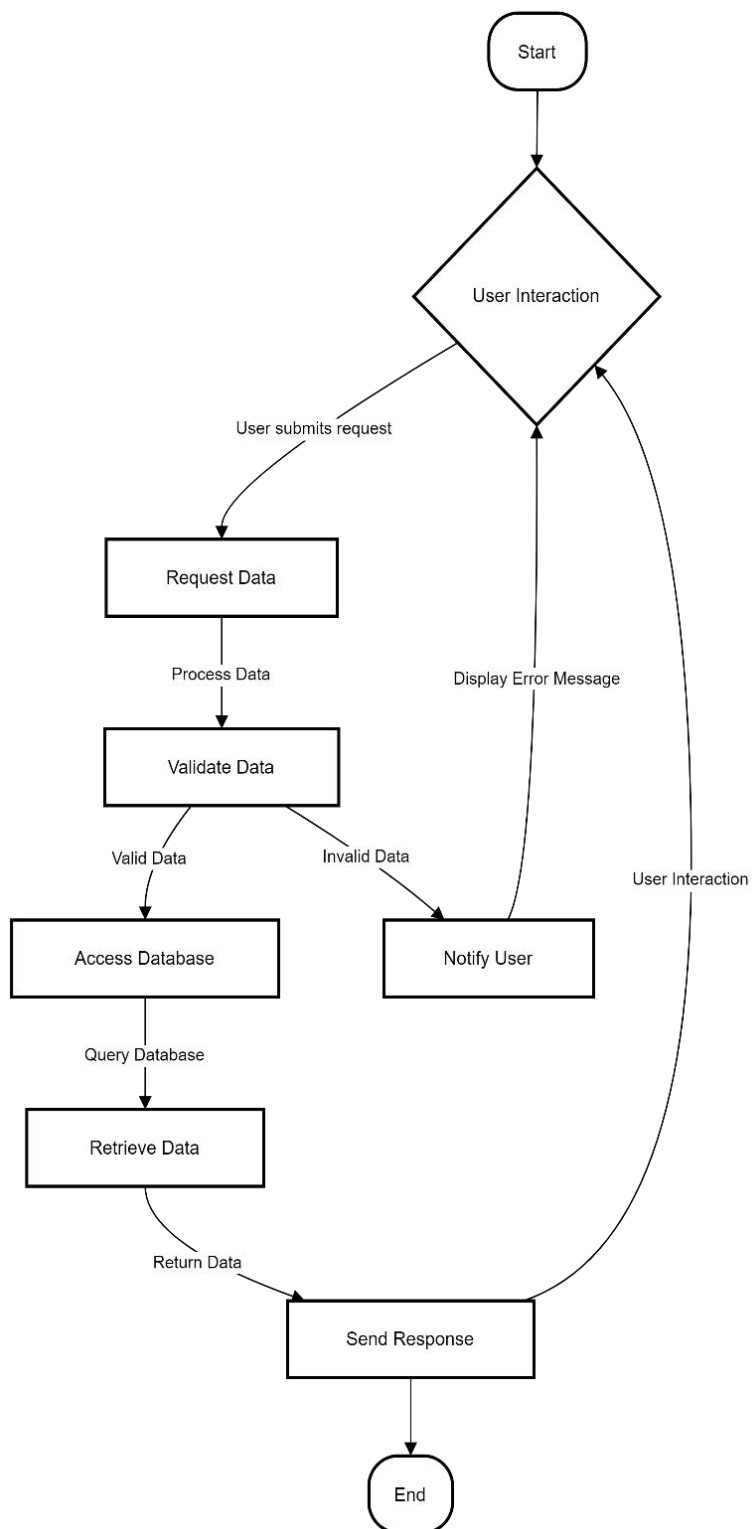 Start
User Interaction
User submits request
Request Data
Process Data
Display Error Message
Validate Data
Valid Data
Invalid Data
User Interaction
Access Database
Notify User
Query Database
Retrieve Data
Return Data
Send Response
End